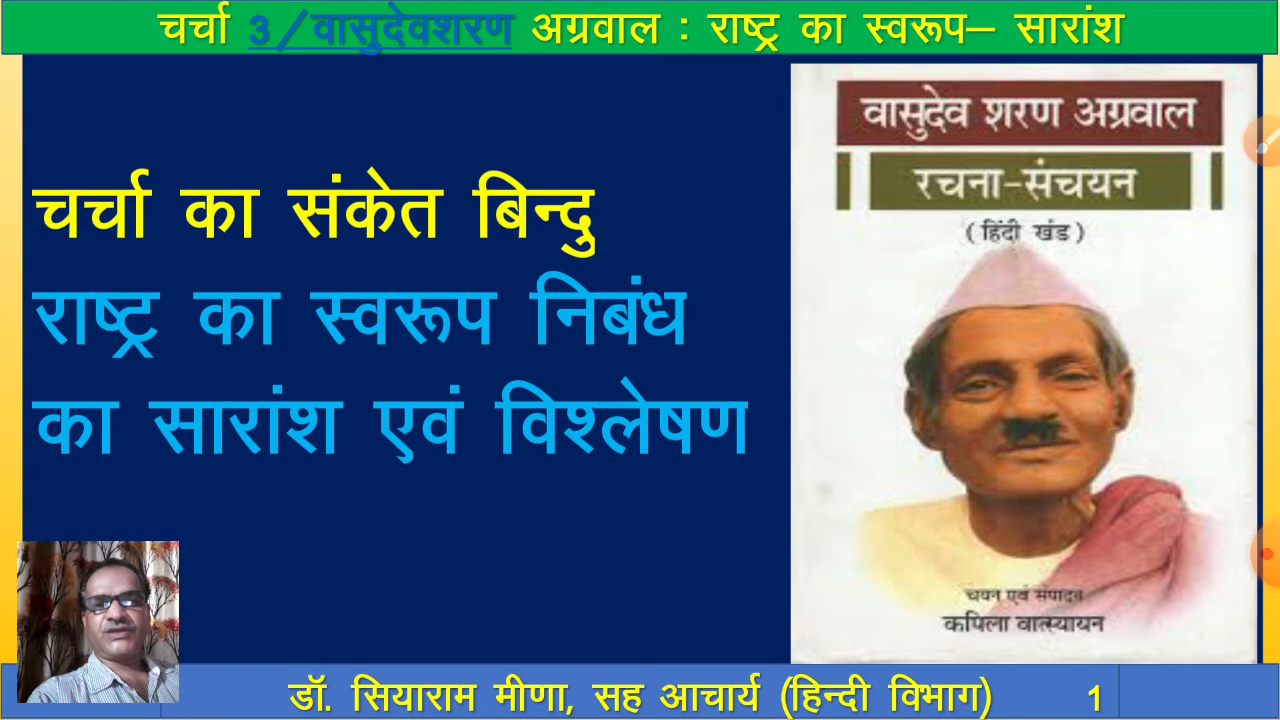 चर्चा 3/वासुदेवशरण अग्रवाल : राष्ट्र का स्वरूप– सारांश
चर्चा का संकेत बिन्दु
राष्ट्र का स्वरूप निबंध
का सारांश एवं विश्लेषण
वासुदेव शरण अग्रवाल
रचना-संचयन
(हिंदी खंड)
चयन एवं संपादन
कपिला वात्स्यायन
डॉ. सियाराम मीणा, सह आचार्य (हिन्दी विभाग) 1